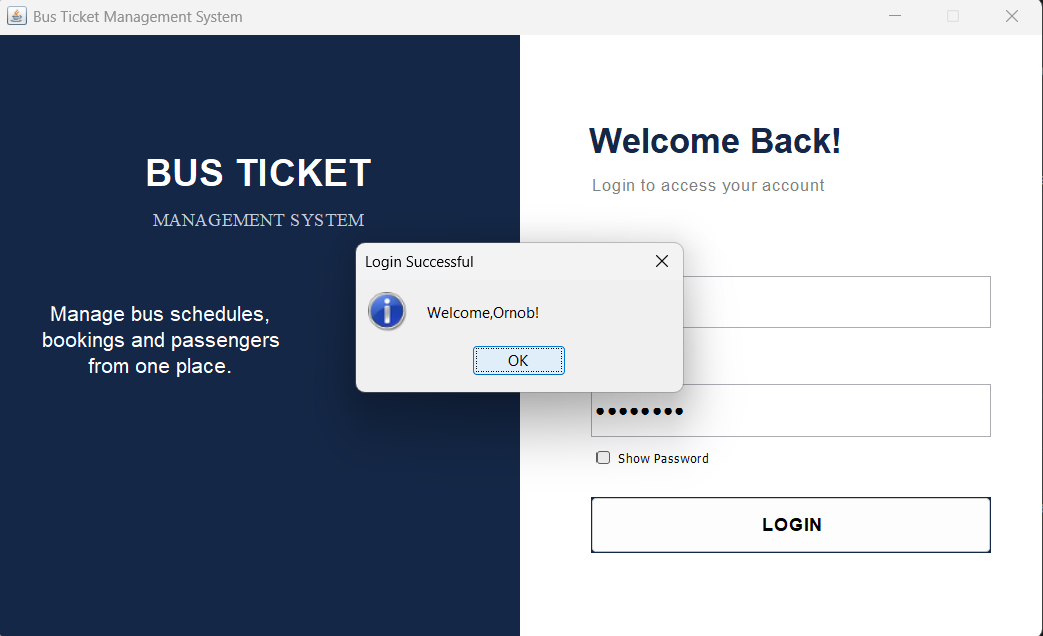 Bus Ticket Management System
BUS TICKET
MANAGEMENT SYSTEM
Manage bus schedules,
bookings and passengers
from one place.
Welcome Back!
Login to access your account
Login Successful
Welcome,Ornob!
OK
Show Password
LOGIN